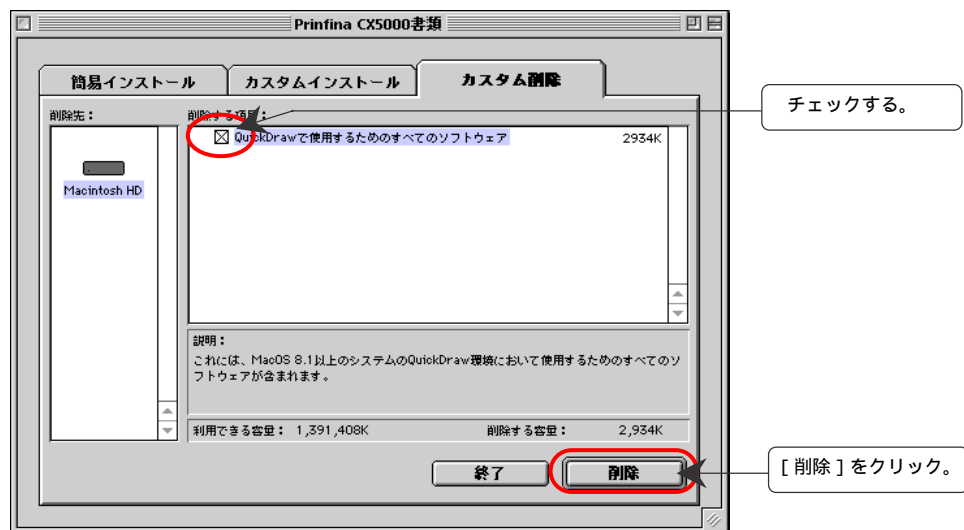 Prinfina CX5000書類
簡易インストール
カスタムインストール
カスタム削除
削除先：
削除する項目：
QuickDrawで使用するためのすべてのソフトウェア 2934K
Macintosh HD
説明：
これには、MacOS 8.1以上のシステムのQuickDraw環境において使用するためのすべてのソ
フトウェアが含まれます。
利用できる容量： 1,391,408K 削除する容量： 2,934K
終了
削除
チェックする。
[ 削除 ] をクリック。